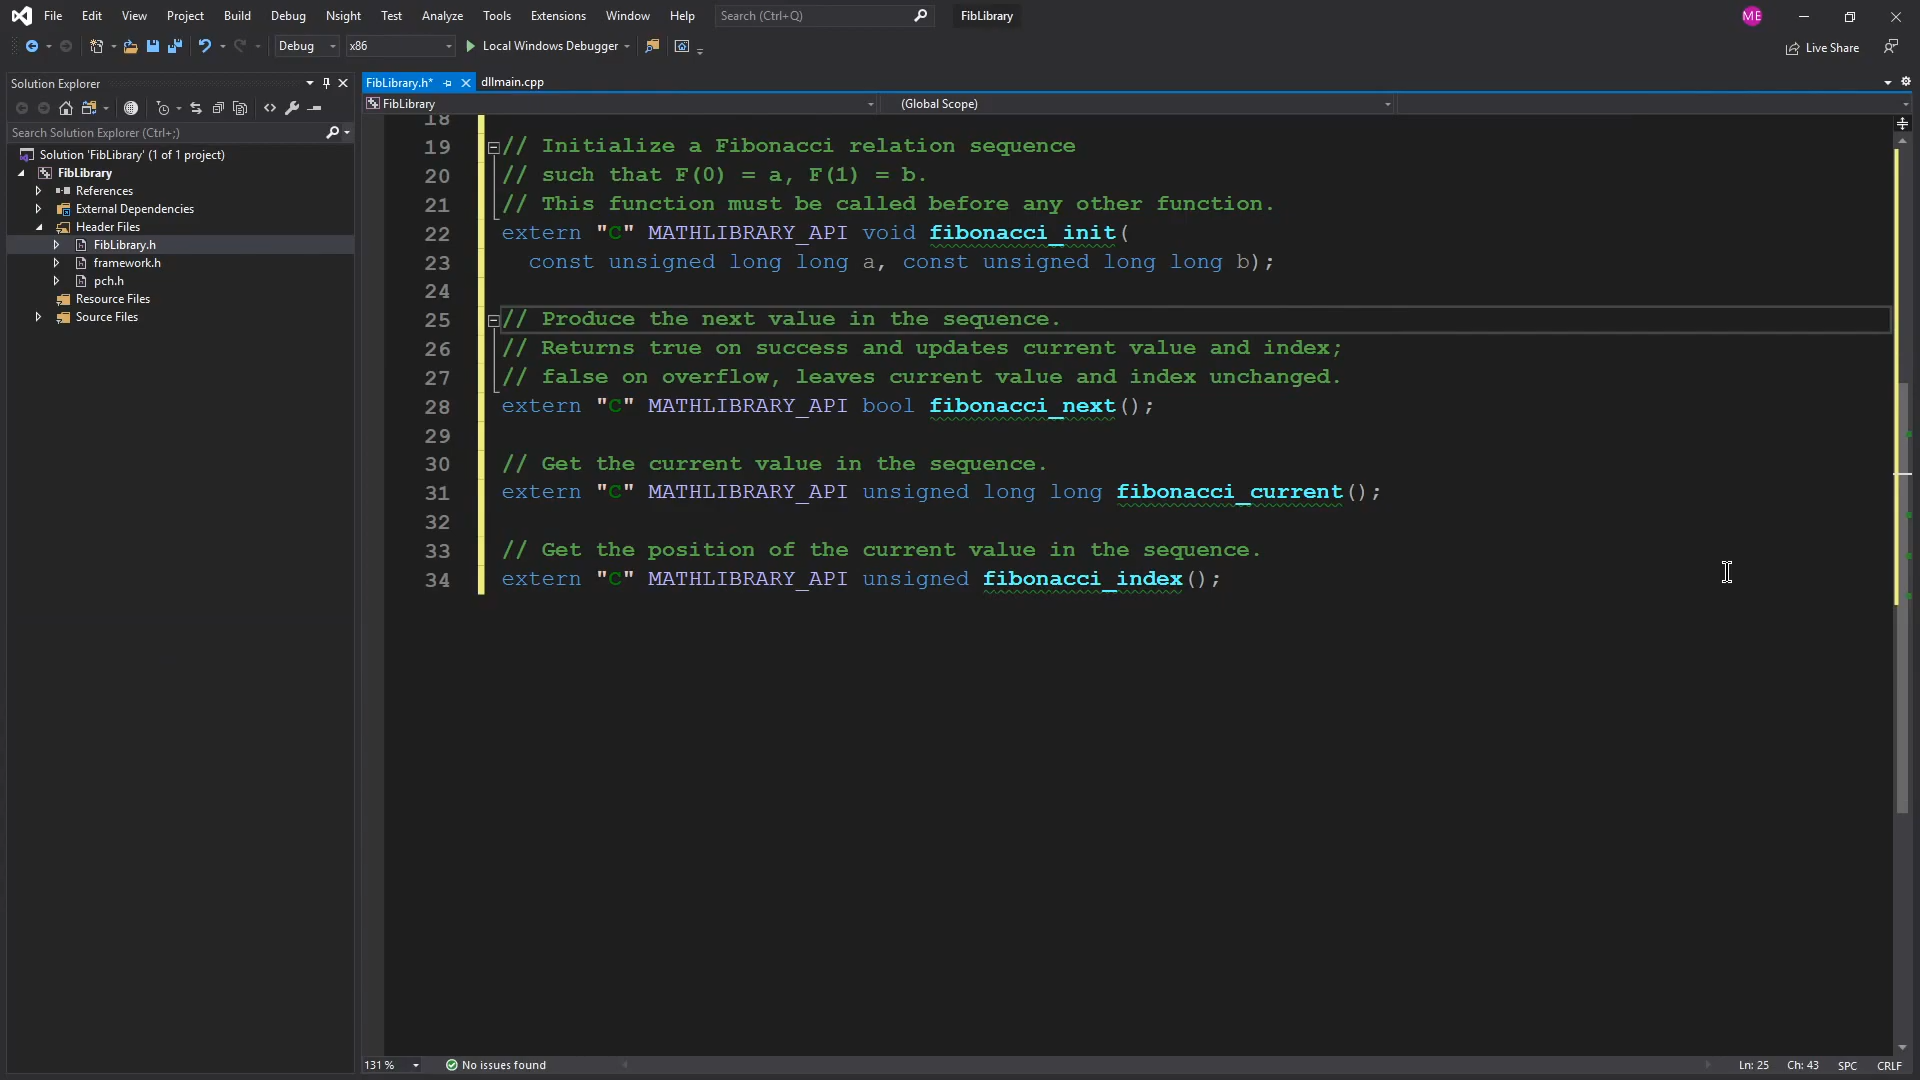 File Edit View Project Build Debug Nsight Test Analyze Tools Extensions Window Help Search (Ctrl+Q) FibLibrary ME
Debug x86 Local Windows Debugger Live Share
Solution Explorer
Search Solution Explorer (Ctrl+;)
Solution 'FibLibrary' (1 of 1 project)
FibLibrary
References
External Dependencies
Header Files
FibLibrary.h
framework.h
pch.h
Resource Files
Source Files
FibLibrary.h* dllmain.cpp
FibLibrary (Global Scope)
18
19 // Initialize a Fibonacci relation sequence
20 // such that F(0) = a, F(1) = b.
21 // This function must be called before any other function.
22 extern "C" MATHLIBRARY_API void fibonacci_init(
23 const unsigned long long a, const unsigned long long b);
24
25 // Produce the next value in the sequence.
26 // Returns true on success and updates current value and index;
27 // false on overflow, leaves current value and index unchanged.
28 extern "C" MATHLIBRARY_API bool fibonacci_next();
29
30 // Get the current value in the sequence.
31 extern "C" MATHLIBRARY_API unsigned long long fibonacci_current();
32
33 // Get the position of the current value in the sequence.
34 extern "C" MATHLIBRARY_API unsigned fibonacci_index();
131 % No issues found Ln: 25 Ch: 43 SPC CRLF